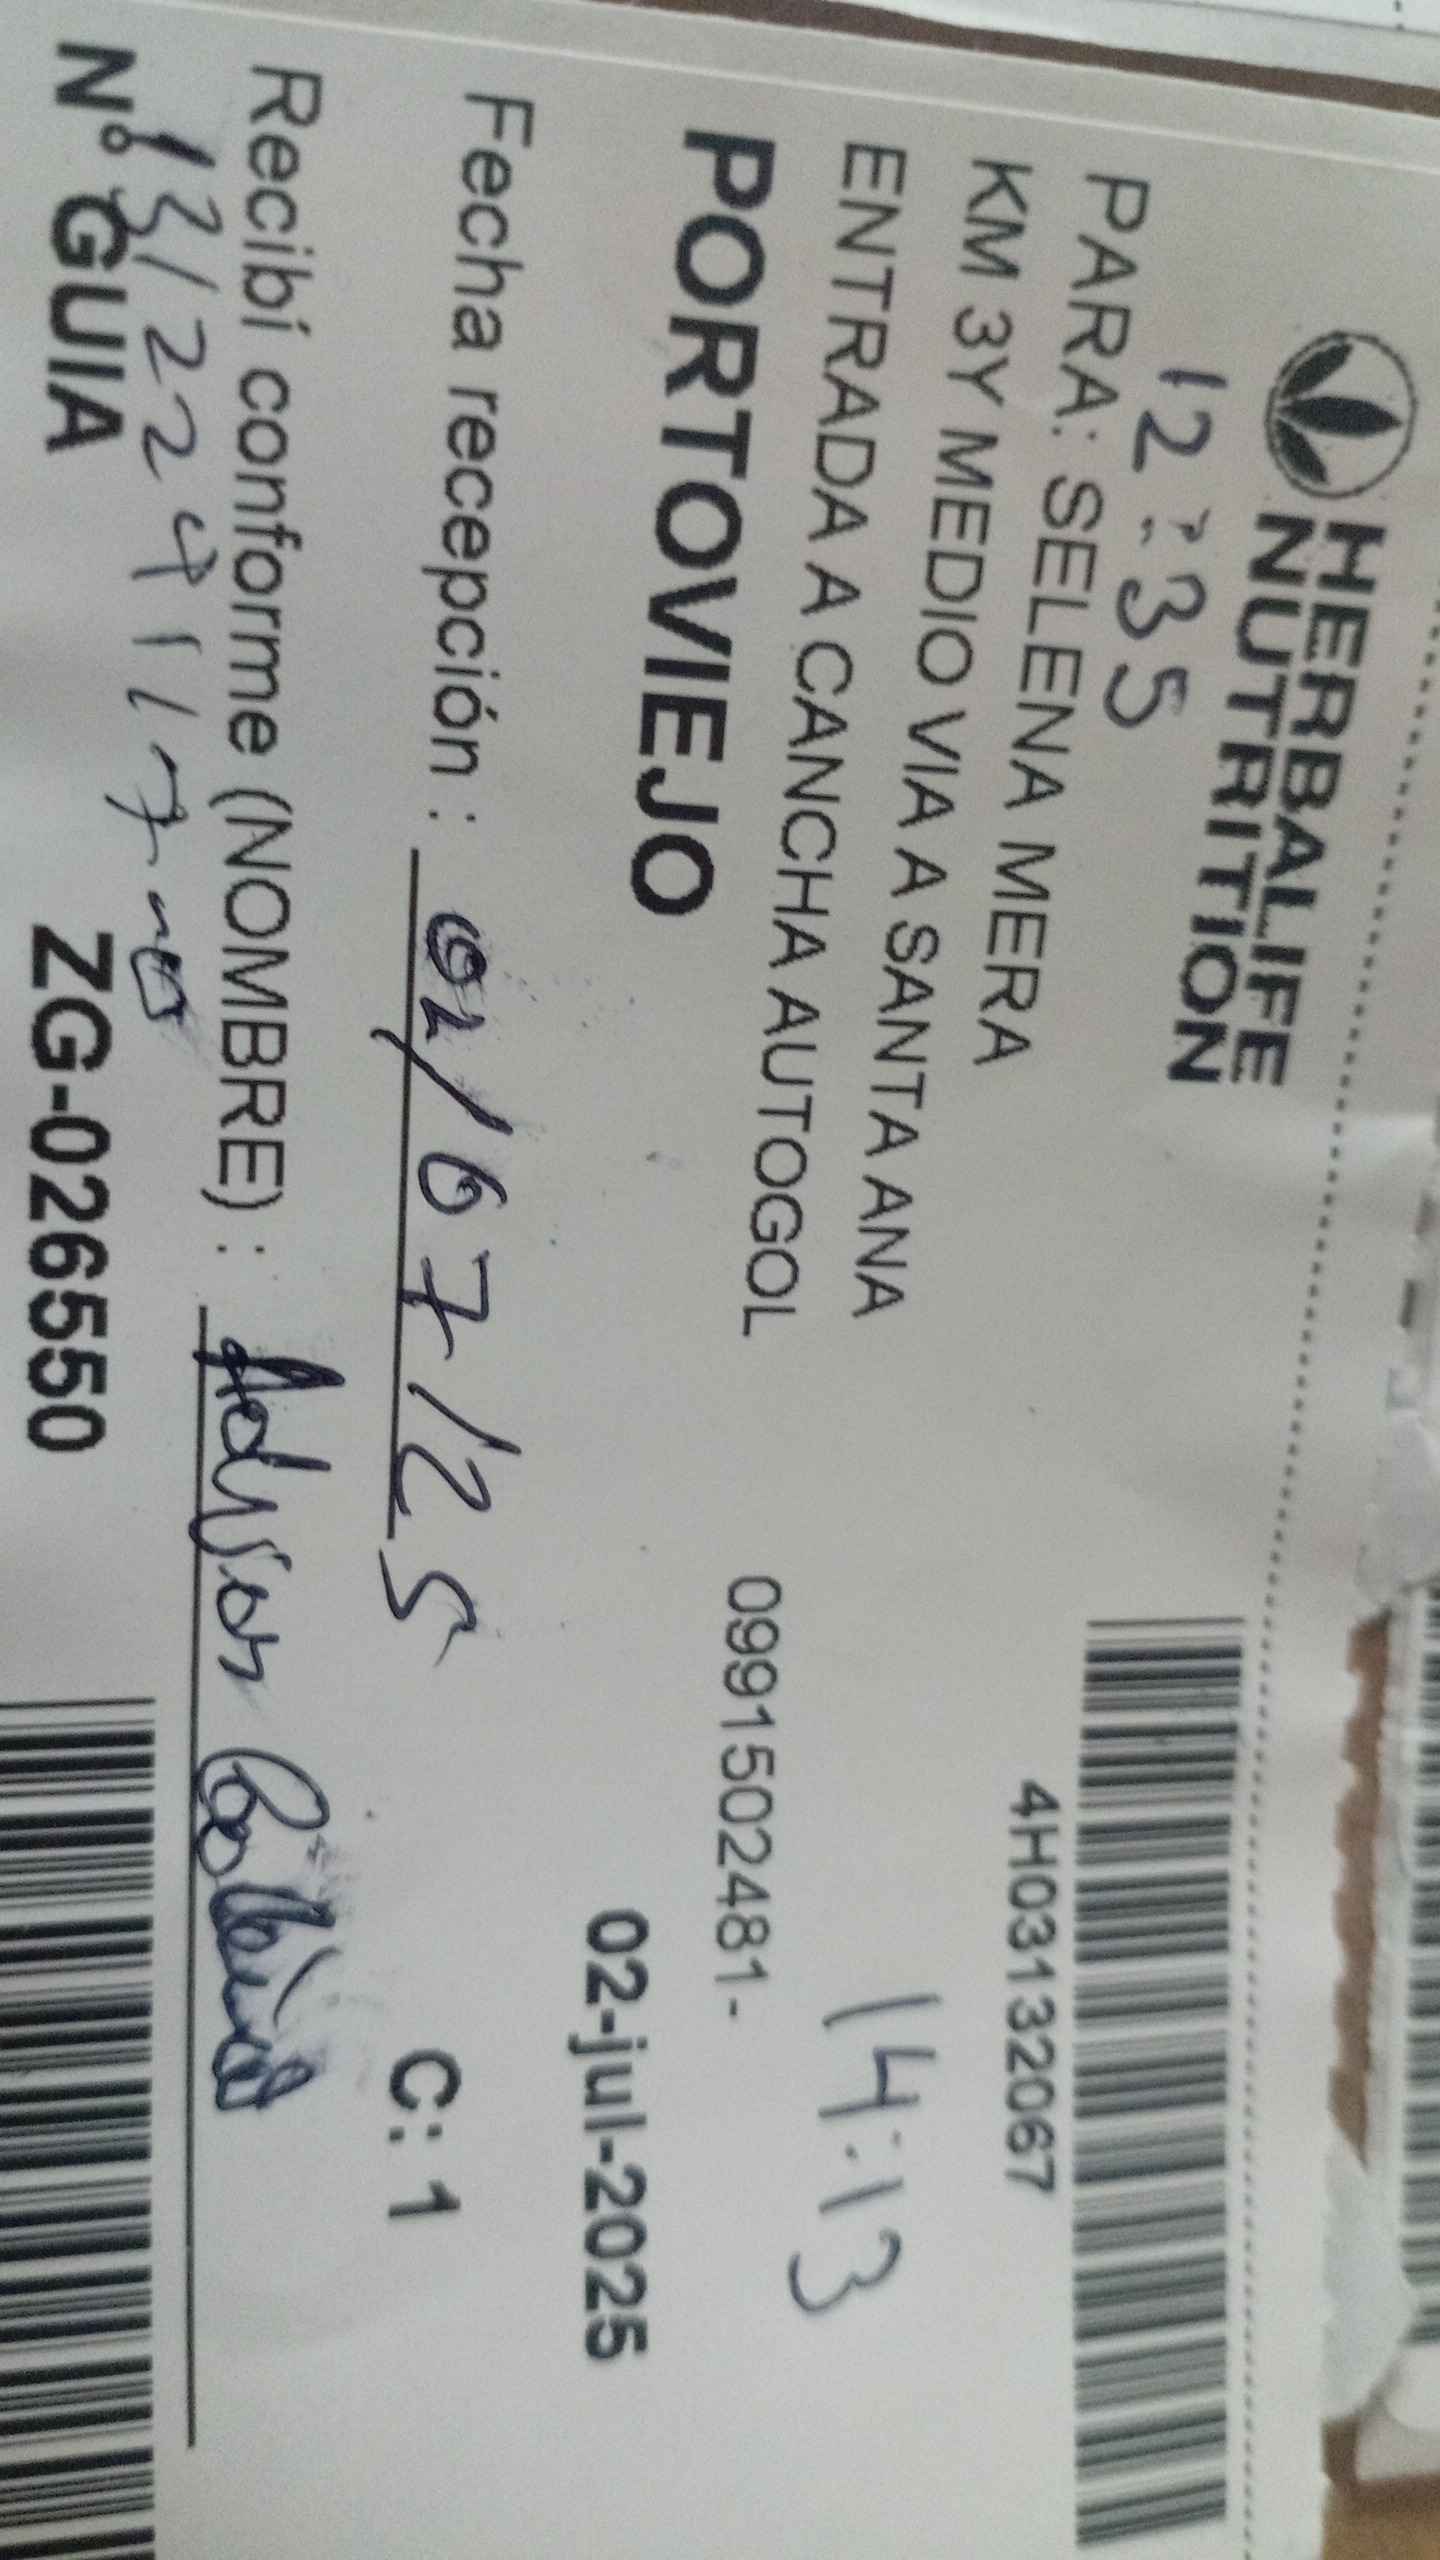 HERBALIFE
NUTRITION
12:35
PARA: SELENA MERA
4H03132067
KM 3Y MEDIO VIA A SANTA ANA
14:13
ENTRADA A CANCHA AUTOGOL
0991502481-
PORTOVIEJO
02-jul-2025
Fecha recepción : 02/07/25
C: 1
Recibí conforme (NOMBRE) :
N° GUIA ZG-026550